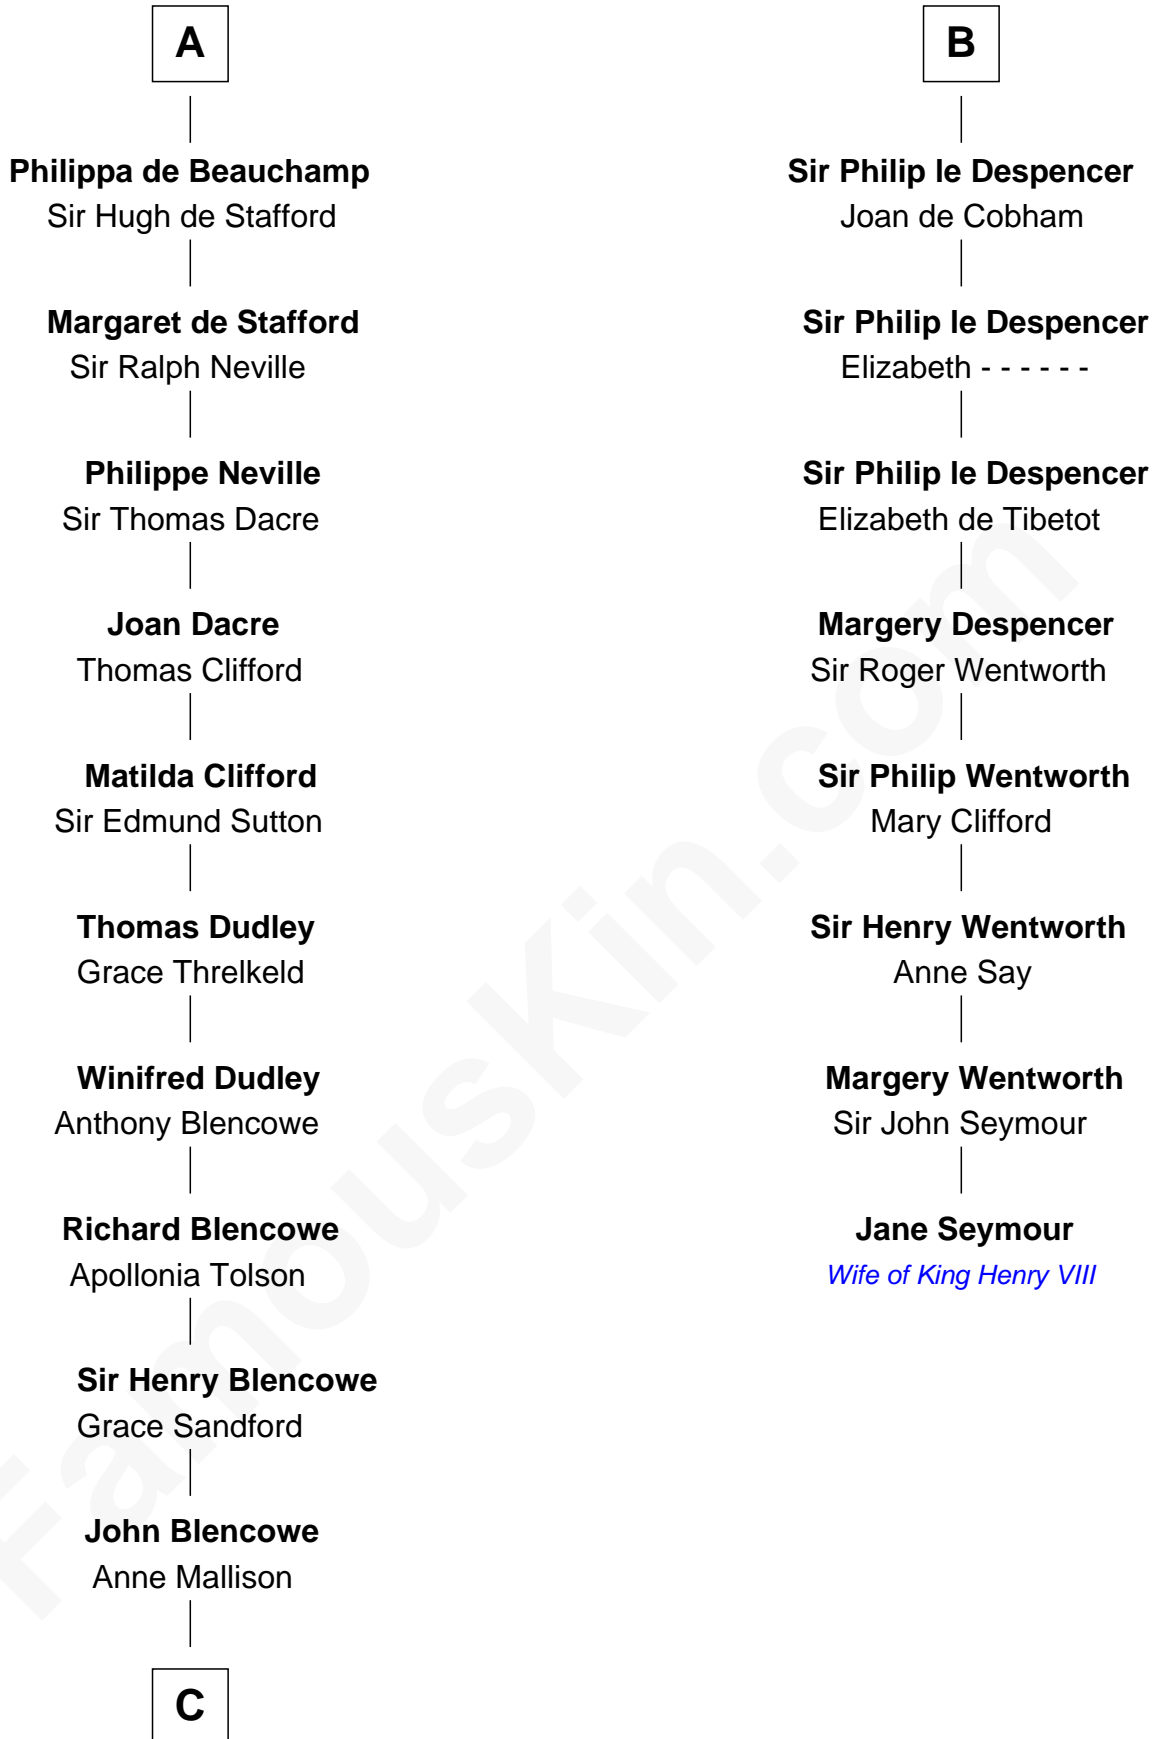 A
Philippa de Beauchamp
Sir Hugh de Stafford
Margaret de Stafford
Sir Ralph Neville
Philippe Neville
Sir Thomas Dacre
Joan Dacre
Thomas Clifford
Matilda Clifford
Sir Edmund Sutton
Thomas Dudley
Grace Threlkeld
Winifred Dudley
Anthony Blencowe
Richard Blencowe
Apollonia Tolson
Sir Henry Blencowe
Grace Sandford
John Blencowe
Anne Mallison
C
B
Sir Philip le Despencer
Joan de Cobham
Sir Philip le Despencer
Elizabeth - - - - - -
Sir Philip le Despencer
Elizabeth de Tibetot
Margery Despencer
Sir Roger Wentworth
Sir Philip Wentworth
Mary Clifford
Sir Henry Wentworth
Anne Say
Margery Wentworth
Sir John Seymour
Jane Seymour
Wife of King Henry VIII
FamousKin.com